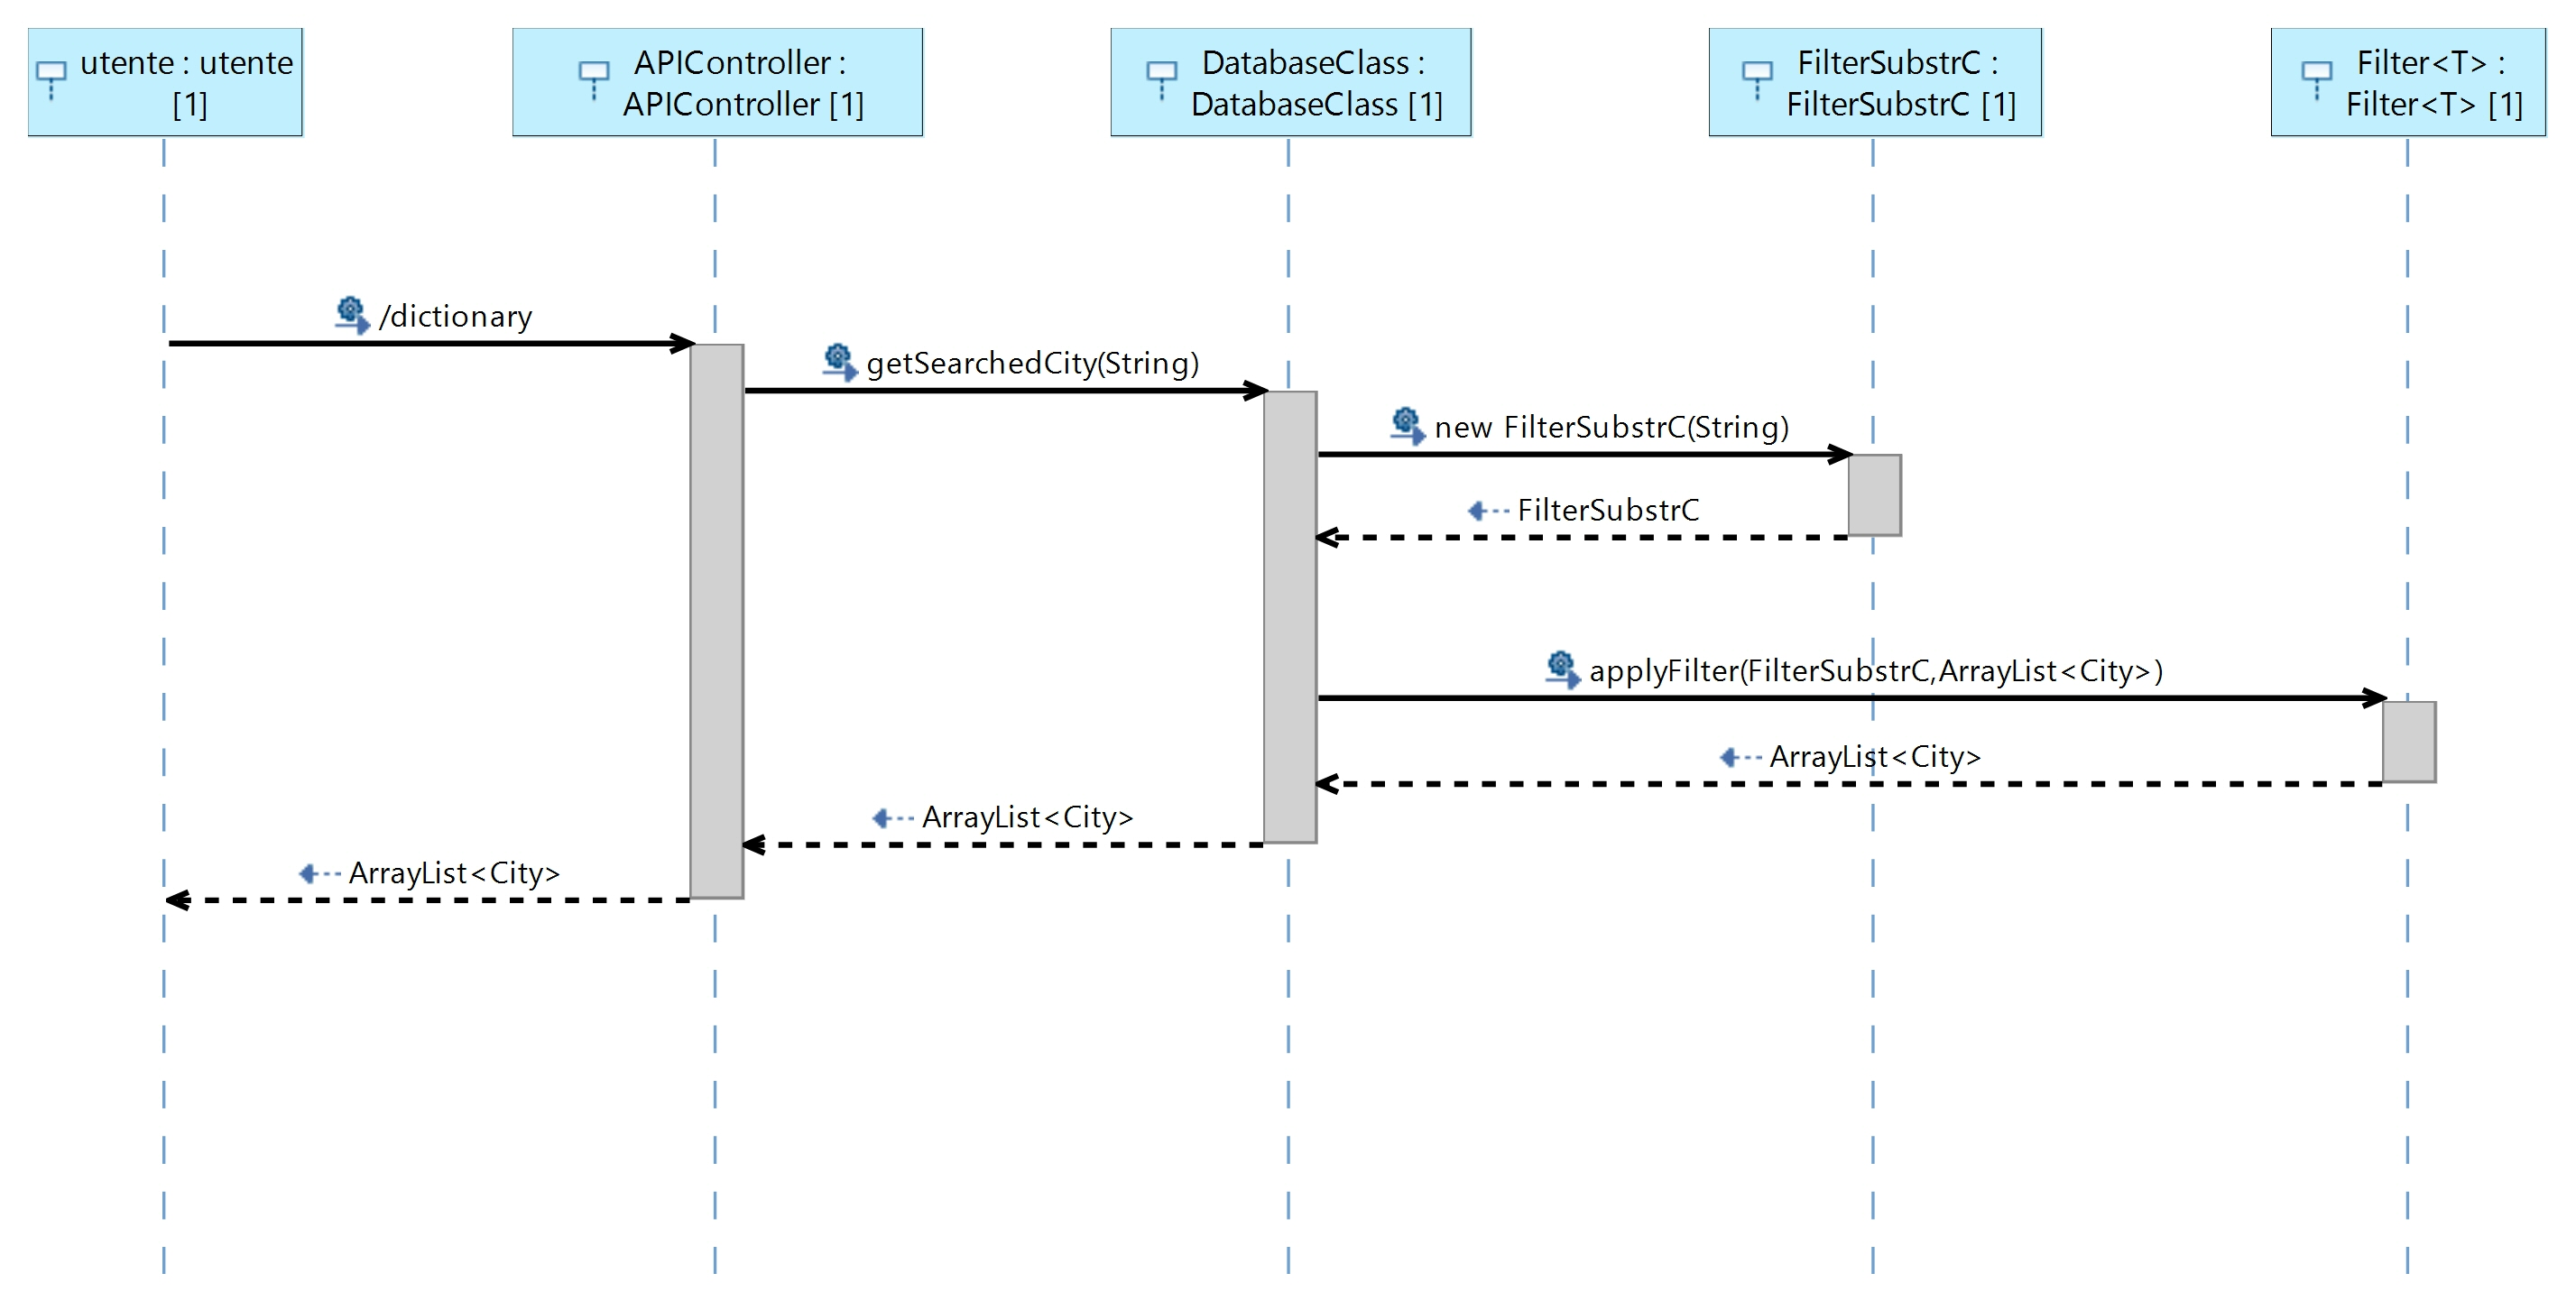 utente : utente
[1]
APIController :
APIController [1]
DatabaseClass :
DatabaseClass [1]
FilterSubstrC :
FilterSubstrC [1]
Filter<T> :
Filter<T> [1]
/dictionary
getSearchedCity(String)
new FilterSubstrC(String)
FilterSubstrC
applyFilter(FilterSubstrC,ArrayList<City>)
ArrayList<City>
ArrayList<City>
ArrayList<City>